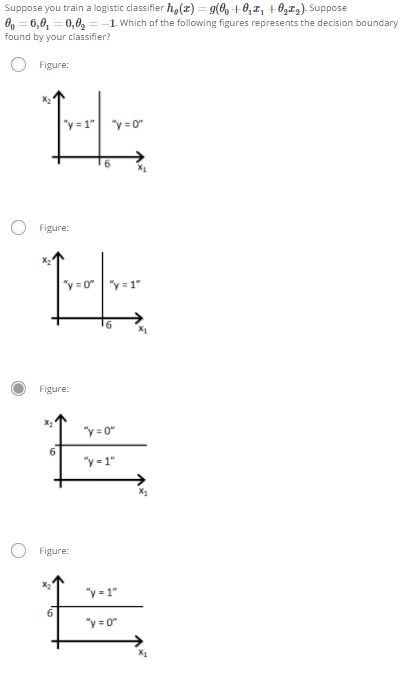 Suppose you train a logistic classifier hθ(x) = g(θ0 + θ1x1 + θ2x2). Suppose
θ0 = 6, θ1 = 0, θ2 = −1. Which of the following figures represents the decision boundary
found by your classifier?
Figure:
x2
"y = 1" "y = 0"
6
x1
Figure:
x2
"y = 0" "y = 1"
6
x1
Figure:
x2
"y = 0"
6
"y = 1"
x1
Figure:
x2
"y = 1"
6
"y = 0"
x1